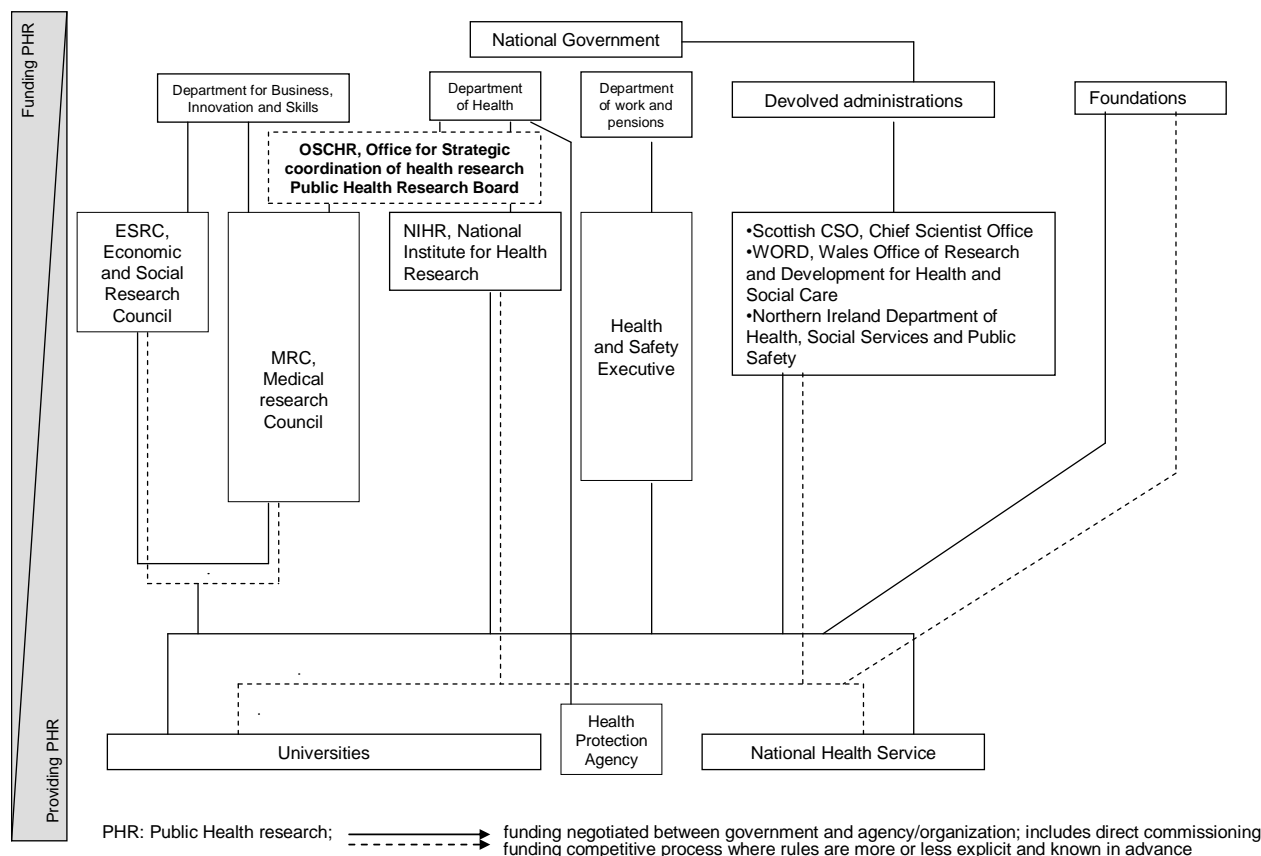 Funding PHR
National Government
Department for Business,
Innovation and Skills
Department
of Health
Department
of work and
pensions
Devolved administrations
Foundations
OSCHR, Office for Strategic
coordination of health research
Public Health Research Board
ESRC,
Economic
and Social
Research
Council
MRC,
Medical
research
Council
NIHR, National
Institute for Health
Research
Health
and Safety
Executive
•Scottish CSO, Chief Scientist Office
•WORD, Wales Office of Research
and Development for Health and
Social Care
•Northern Ireland Department of
Health, Social Services and Public
Safety
Providing PHR
Universities
Health
Protection
Agency
National Health Service
PHR: Public Health research;
funding negotiated between government and agency/organization; includes direct commissioning
funding competitive process where rules are more or less explicit and known in advance